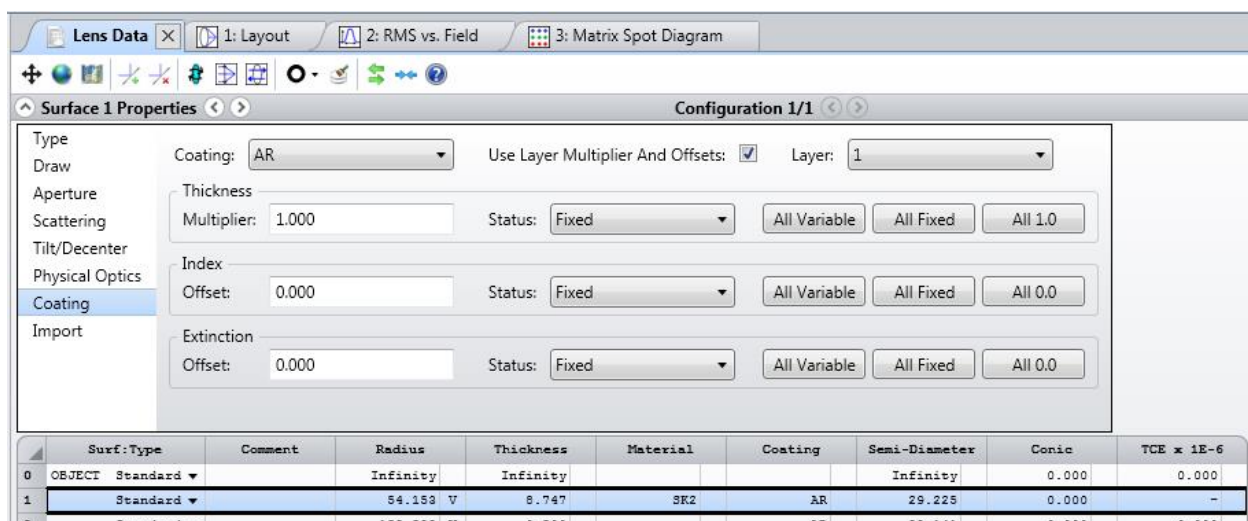 Lens Data 1: Layout 2: RMS vs. Field 3: Matrix Spot Diagram
Surface 1 Properties Configuration 1/1
Type
Draw
Aperture
Scattering
Tilt/Decenter
Physical Optics
Coating
Import
Coating: AR Use Layer Multiplier And Offsets: Layer: 1
Thickness
Multiplier: 1.000 Status: Fixed All Variable All Fixed All 1.0
Index
Offset: 0.000 Status: Fixed All Variable All Fixed All 0.0
Extinction
Offset: 0.000 Status: Fixed All Variable All Fixed All 0.0
Surf:Type Comment Radius Thickness Material Coating Semi-Diameter Conic TCE x 1E-6
0 OBJECT Standard Infinity Infinity Infinity 0.000 0.000
1 Standard 54.153 V 8.747 SK2 AR 29.225 0.000 -